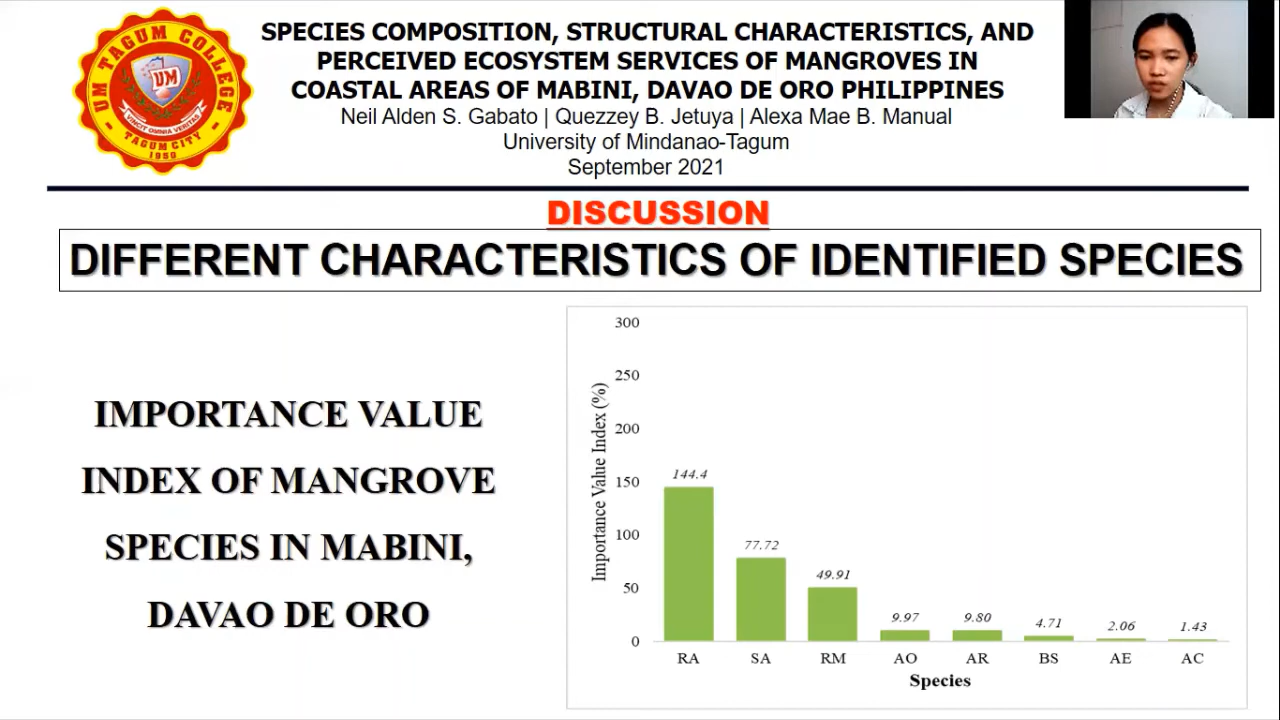 UM TAGUM COLLEGE
UM
VINCIT OMNIA VERITAS
TAGUM CITY
1950
SPECIES COMPOSITION, STRUCTURAL CHARACTERISTICS, AND
PERCEIVED ECOSYSTEM SERVICES OF MANGROVES IN
COASTAL AREAS OF MABINI, DAVAO DE ORO PHILIPPINES
Neil Alden S. Gabato | Quezzey B. Jetuya | Alexa Mae B. Manual
University of Mindanao-Tagum
September 2021
DISCUSSION
DIFFERENT CHARACTERISTICS OF IDENTIFIED SPECIES
IMPORTANCE VALUE
INDEX OF MANGROVE
SPECIES IN MABINI,
DAVAO DE ORO
Importance Value Index (%)
300
250
200
150
100
50
0
144.4
77.72
49.91
9.97
9.80
4.71
2.06
1.43
RA SA RM AO AR BS AE AC
Species